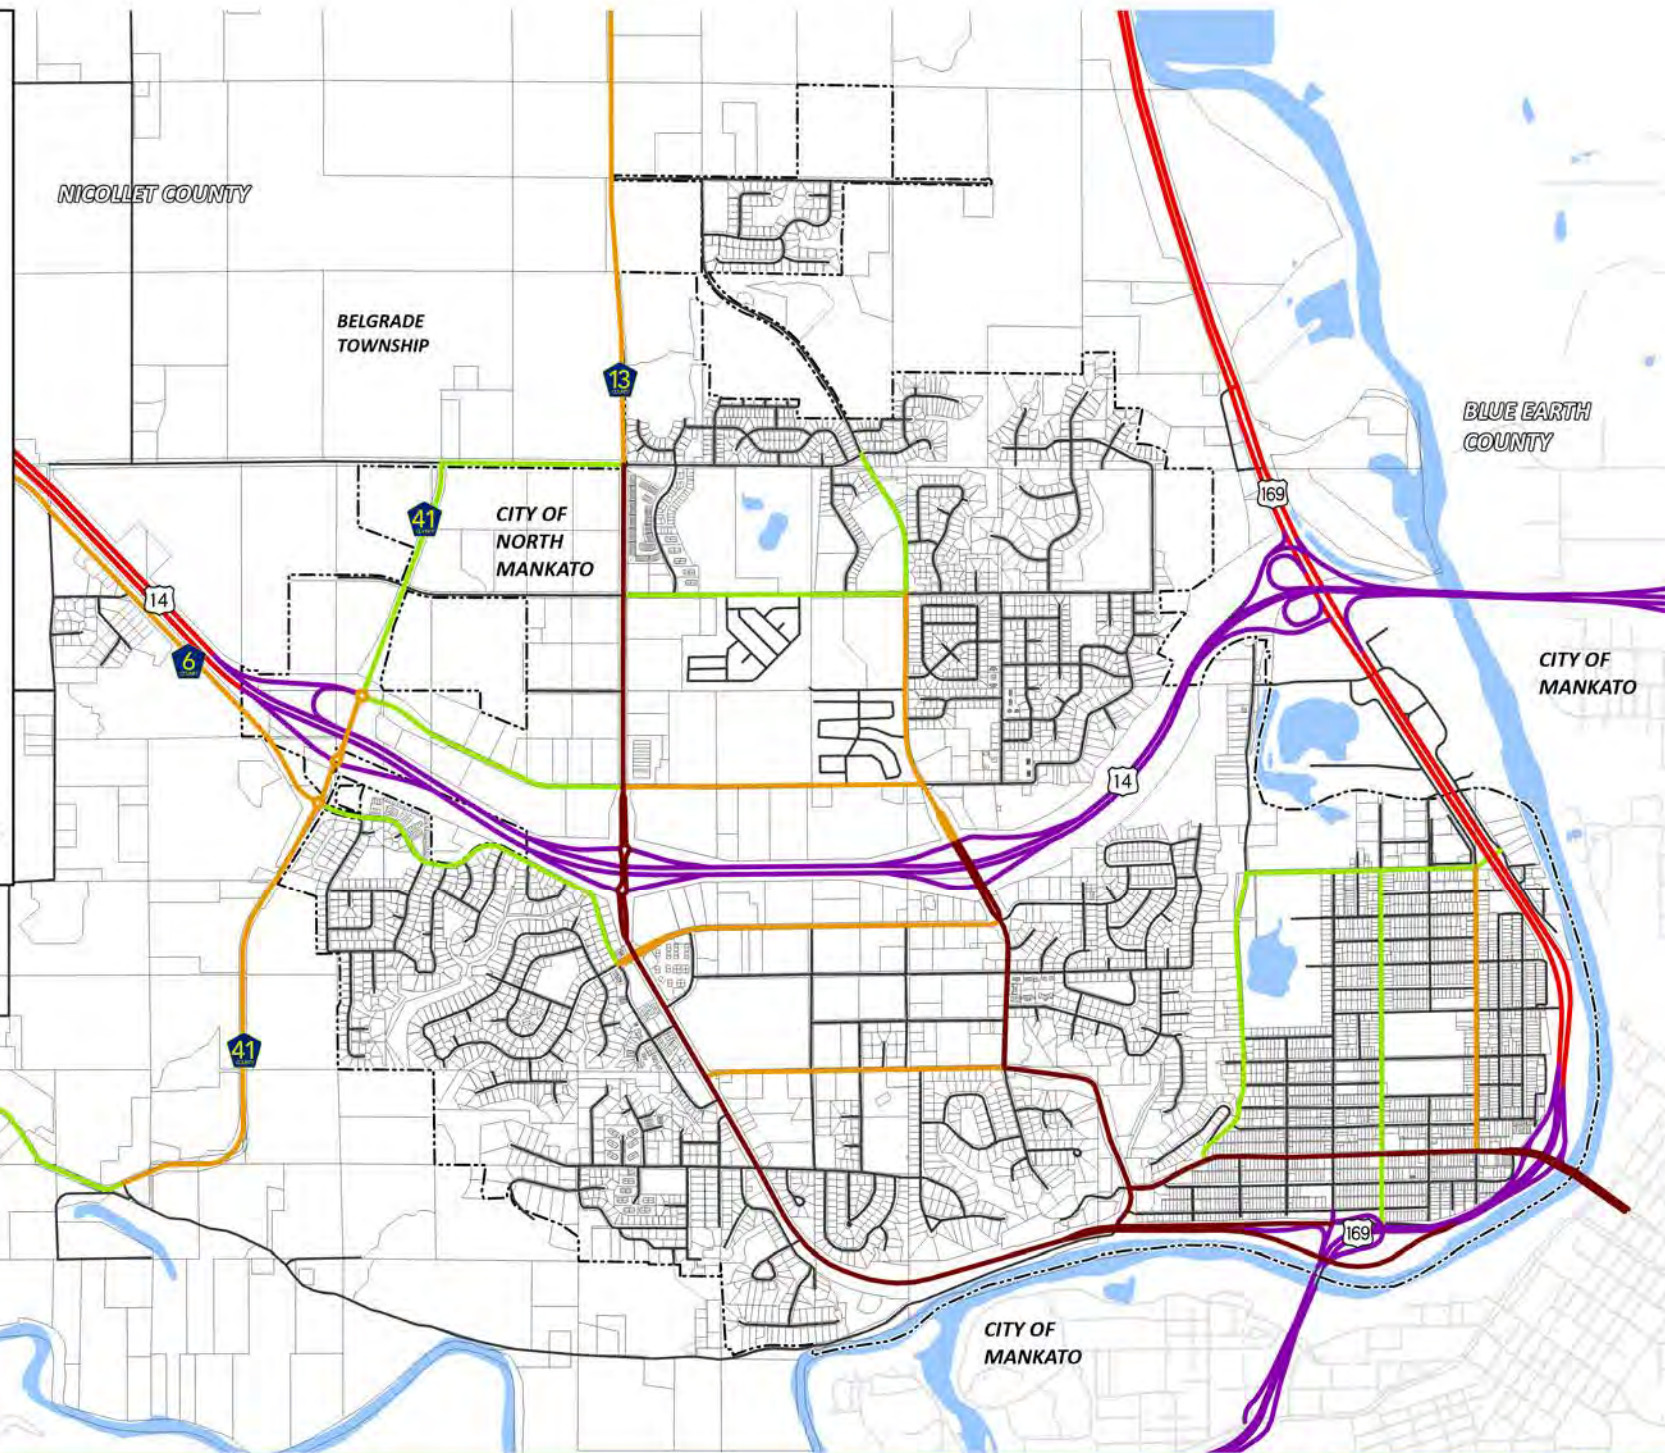 NICOLLET COUNTY
BELGRADE
TOWNSHIP
13
BLUE EARTH
COUNTY
169
41
CITY OF
NORTH
MANKATO
14
6
CITY OF
MANKATO
14
41
169
CITY OF
MANKATO